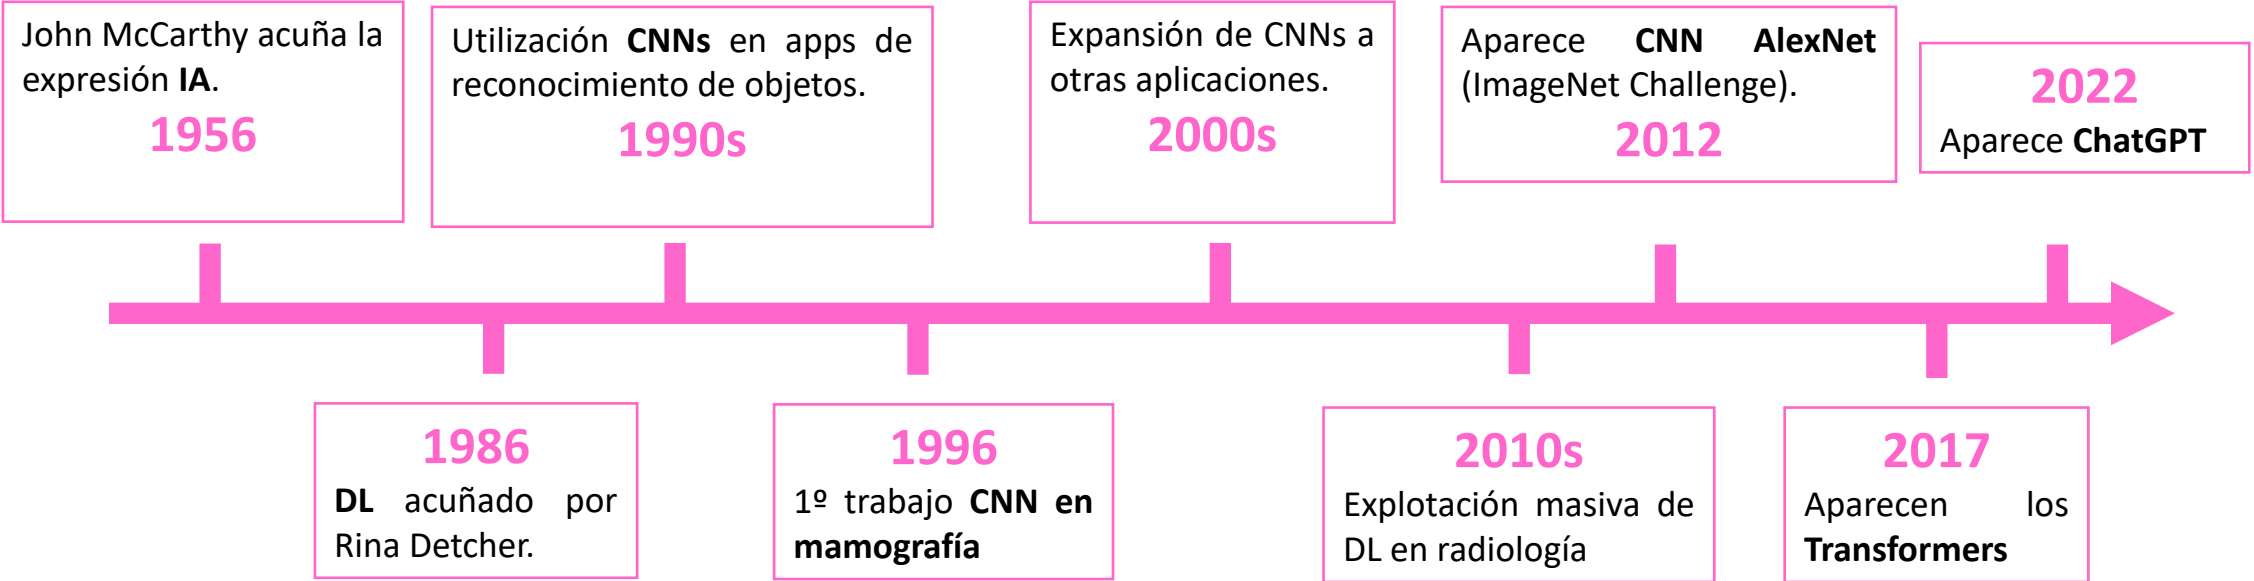 John McCarthy acuña la
expresión IA.
1956
Utilización CNNs en apps de
reconocimiento de objetos.
1990s
Expansión de CNNs a
otras aplicaciones.
2000s
Aparece CNN AlexNet
(ImageNet Challenge).
2012
2022
Aparece ChatGPT
1986
DL acuñado por
Rina Detcher.
1996
1º trabajo CNN en
mamografía
2010s
Explotación masiva de
DL en radiología
2017
Aparecen los
Transformers